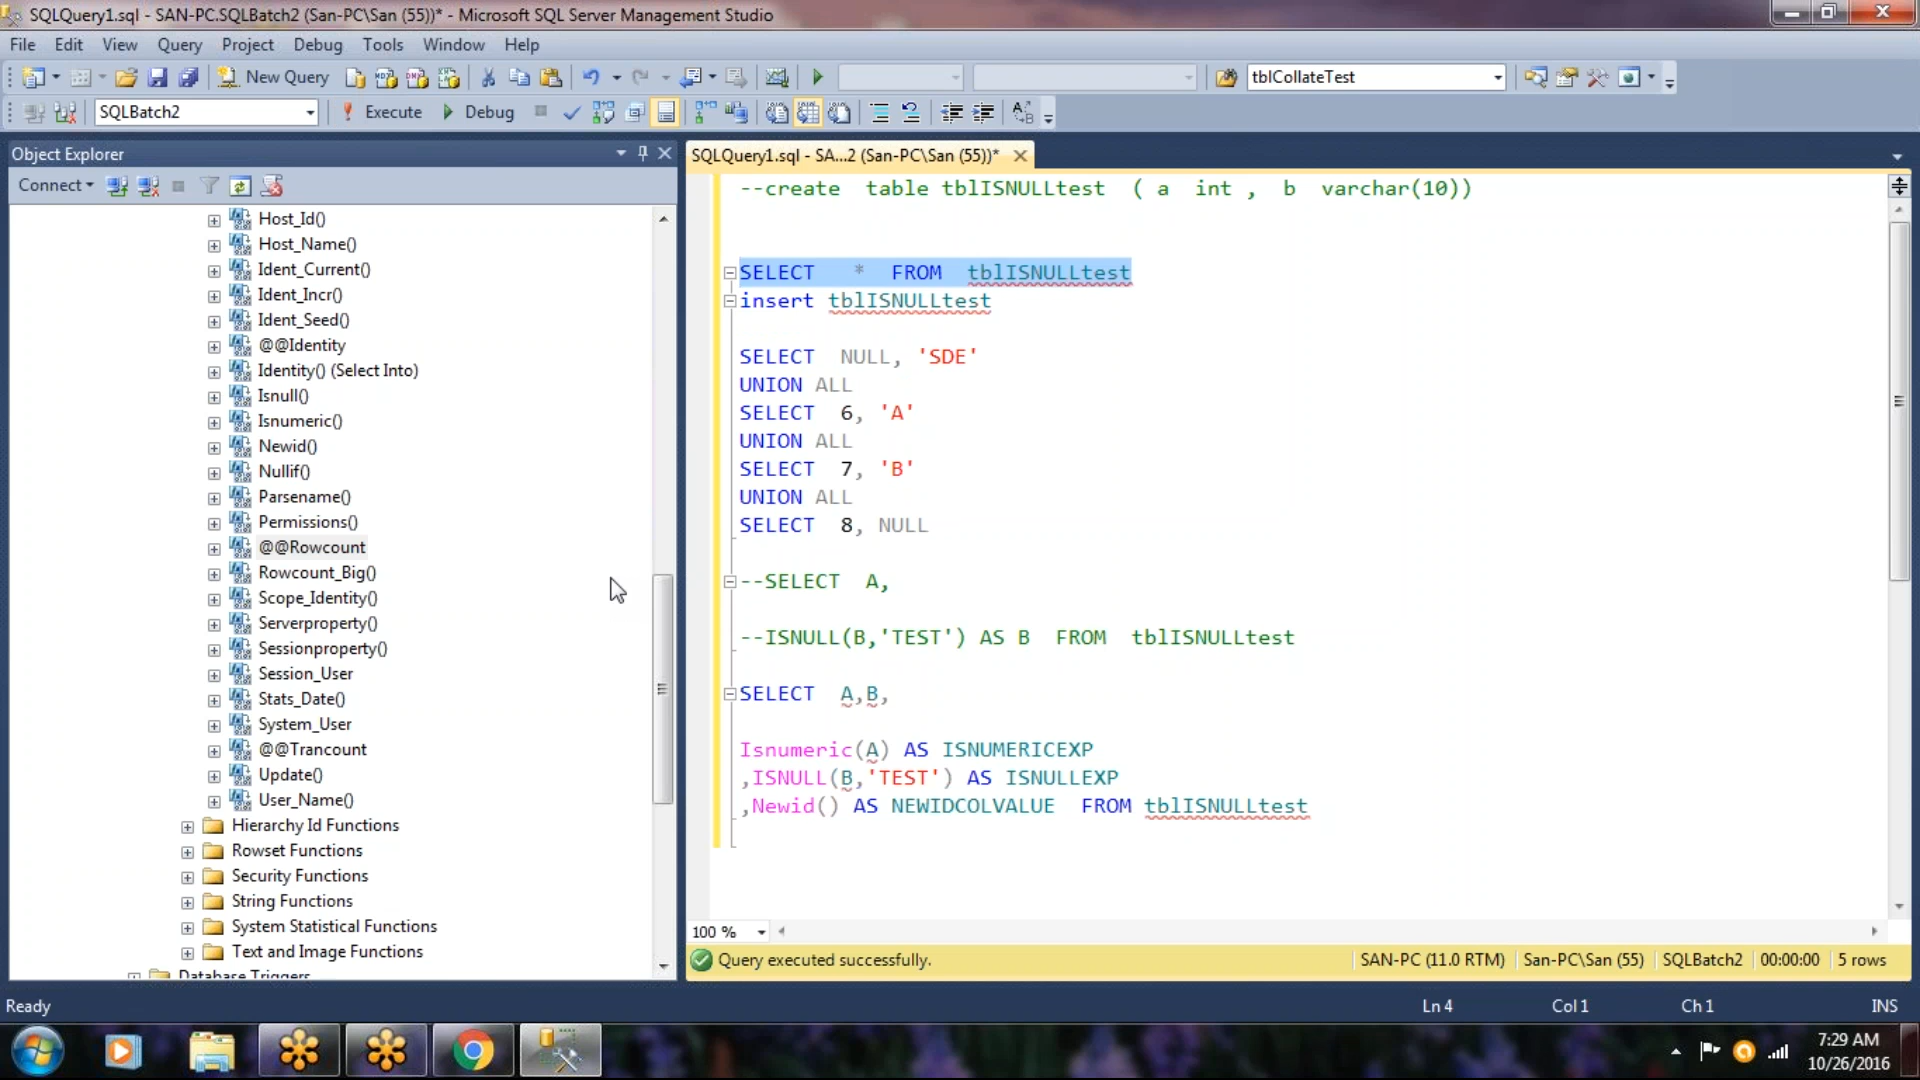 SQLQuery1.sql - SAN-PC.SQLBatch2 (San-PC\San (55))* - Microsoft SQL Server Management Studio
File Edit View Query Project Debug Tools Window Help
New Query tblCollateTest
SQLBatch2 Execute Debug
Object Explorer
Connect
Host_Id()
Host_Name()
Ident_Current()
Ident_Incr()
Ident_Seed()
@@Identity
Identity() (Select Into)
Isnull()
Isnumeric()
Newid()
Nullif()
Parsename()
Permissions()
@@Rowcount
Rowcount_Big()
Scope_Identity()
Serverproperty()
Sessionproperty()
Session_User
Stats_Date()
System_User
@@Trancount
Update()
User_Name()
Hierarchy Id Functions
Rowset Functions
Security Functions
String Functions
System Statistical Functions
Text and Image Functions
Database Triggers
SQLQuery1.sql - SA...2 (San-PC\San (55))*
--create table tblISNULLtest ( a int , b varchar(10))
SELECT * FROM tblISNULLtest
insert tblISNULLtest
SELECT NULL, 'SDE'
UNION ALL
SELECT 6, 'A'
UNION ALL
SELECT 7, 'B'
UNION ALL
SELECT 8, NULL
--SELECT A,
--ISNULL(B,'TEST') AS B FROM tblISNULLtest
SELECT A,B,
Isnumeric(A) AS ISNUMERICEXP
,ISNULL(B,'TEST') AS ISNULLEXP
,Newid() AS NEWIDCOLVALUE FROM tblISNULLtest
100 %
Query executed successfully. SAN-PC (11.0 RTM) San-PC\San (55) SQLBatch2 00:00:00 5 rows
Ready Ln 4 Col 1 Ch 1 INS
7:29 AM
10/26/2016